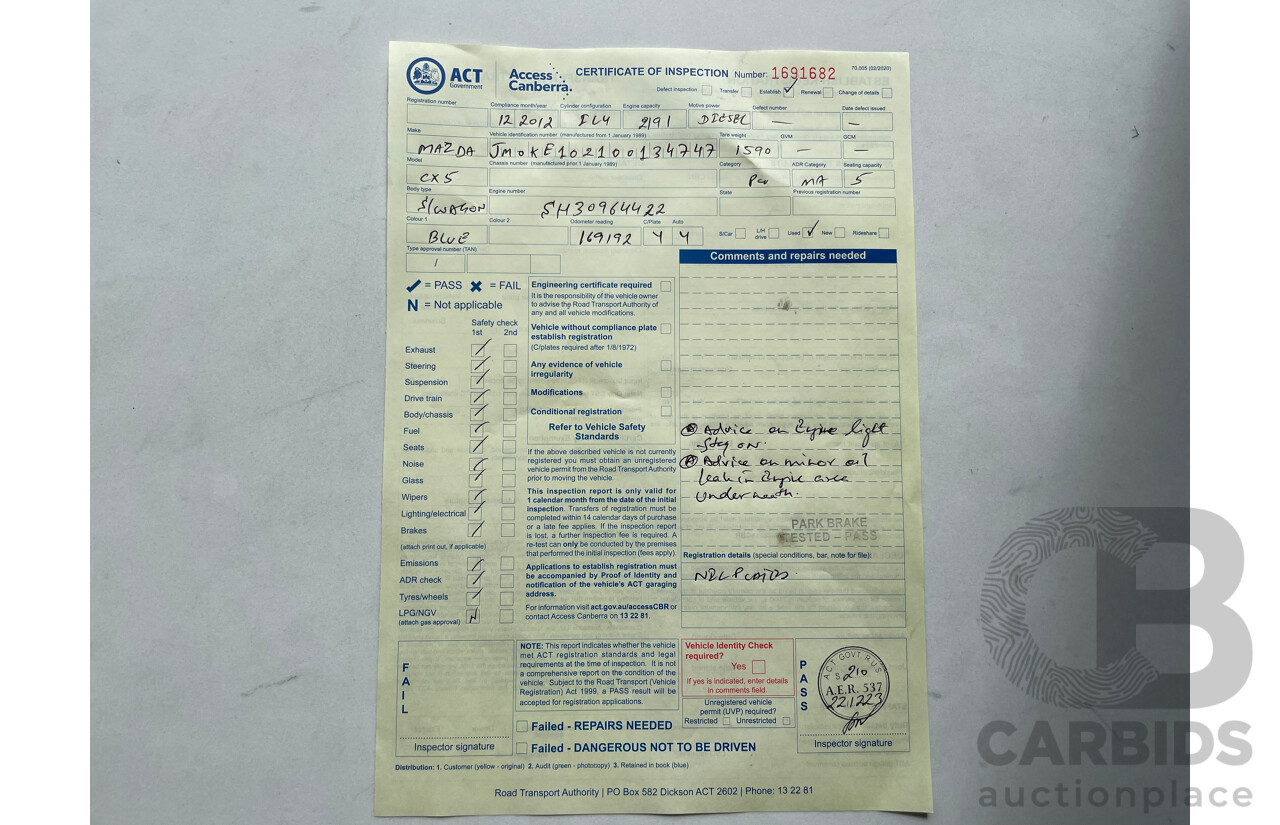 ACT Government
Access Canberra.
CERTIFICATE OF INSPECTION Number: 1691682
70.005 (02/2020)
Defect inspection Transfer Establish ✓ Renewal Change of details
Registration number Compliance month/year Cylinder configuration Engine capacity Motive power Defect number Date defect issued
12 2012 IL4 2191 DIESEL — —
Make Vehicle identification number (manufactured from 1 January 1989) Tare weight GVM GCM
MAZDA JM0KE102100134747 1590 — —
Model Chassis number (manufactured prior 1 January 1989) Category ADR Category Seating capacity
CX5 MA 5
Body type Engine number State Previous registration number
S/WAGON SH30964422
Colour 1 Colour 2 Odometer reading C/Plate Auto
BLUE 169192 Y Y
S/Car L/H drive Used ✓ New Rideshare
Type approval number (TAN)
Comments and repairs needed
= PASS = FAIL
N = Not applicable
Safety check
1st 2nd
Exhaust
Steering
Suspension
Drive train
Body/chassis
Fuel
Seats
Noise
Glass
Wipers
Lighting/electrical
Brakes
(attach print out, if applicable)
Emissions
ADR check
Tyres/wheels
LPG/NGV N
(attach gas approval)
Engineering certificate required
It is the responsibility of the vehicle owner
to advise the Road Transport Authority of
any and all vehicle modifications.
Vehicle without compliance plate
establish registration
(C/plates required after 1/8/1972)
Any evidence of vehicle
irregularity
Modifications
Conditional registration
Refer to Vehicle Safety
Standards
If the above described vehicle is not currently
registered you must obtain an unregistered
vehicle permit from the Road Transport Authority
prior to moving the vehicle.
This inspection report is only valid for
1 calendar month from the date of the initial
inspection. Transfers of registration must be
completed within 14 calendar days of purchase
or a late fee applies. If the inspection report
is lost, a further inspection fee is required. A
re-test can only be conducted by the premises
that performed the initial inspection (fees apply).
Applications to establish registration must
be accompanied by Proof of Identity and
notification of the vehicle's ACT garaging
address.
For information visit act.gov.au/accessCBR or
contact Access Canberra on 13 22 81.
Advice on Engine light
stay on.
Advice on minor oil
leak in Engine area
underneath.
PARK BRAKE
TESTED - PASS
Registration details (special conditions, bar, note for file):
FAIL
Inspector signature
NOTE: This report indicates whether the vehicle
met ACT registration standards and legal
requirements at the time of inspection. It is not
a comprehensive report on the condition of the
vehicle. Subject to the Road Transport (Vehicle
Registration) Act 1999, a PASS result will be
accepted for registration applications.
Failed - REPAIRS NEEDED
Failed - DANGEROUS NOT TO BE DRIVEN
Vehicle Identity Check
required?
Yes
If yes is indicated, enter details
in comments field.
Unregistered vehicle
permit (UVP) required?
Restricted Unrestricted
PASS
ACT GOVT R.U.S
S 210
A.E.R. 537
221223
Inspector signature
Distribution: 1. Customer (yellow - original) 2. Audit (green - photocopy) 3. Retained in book (blue)
Road Transport Authority | PO Box 582 Dickson ACT 2602 | Phone: 13 22 81
CARBIDS
auctionplace